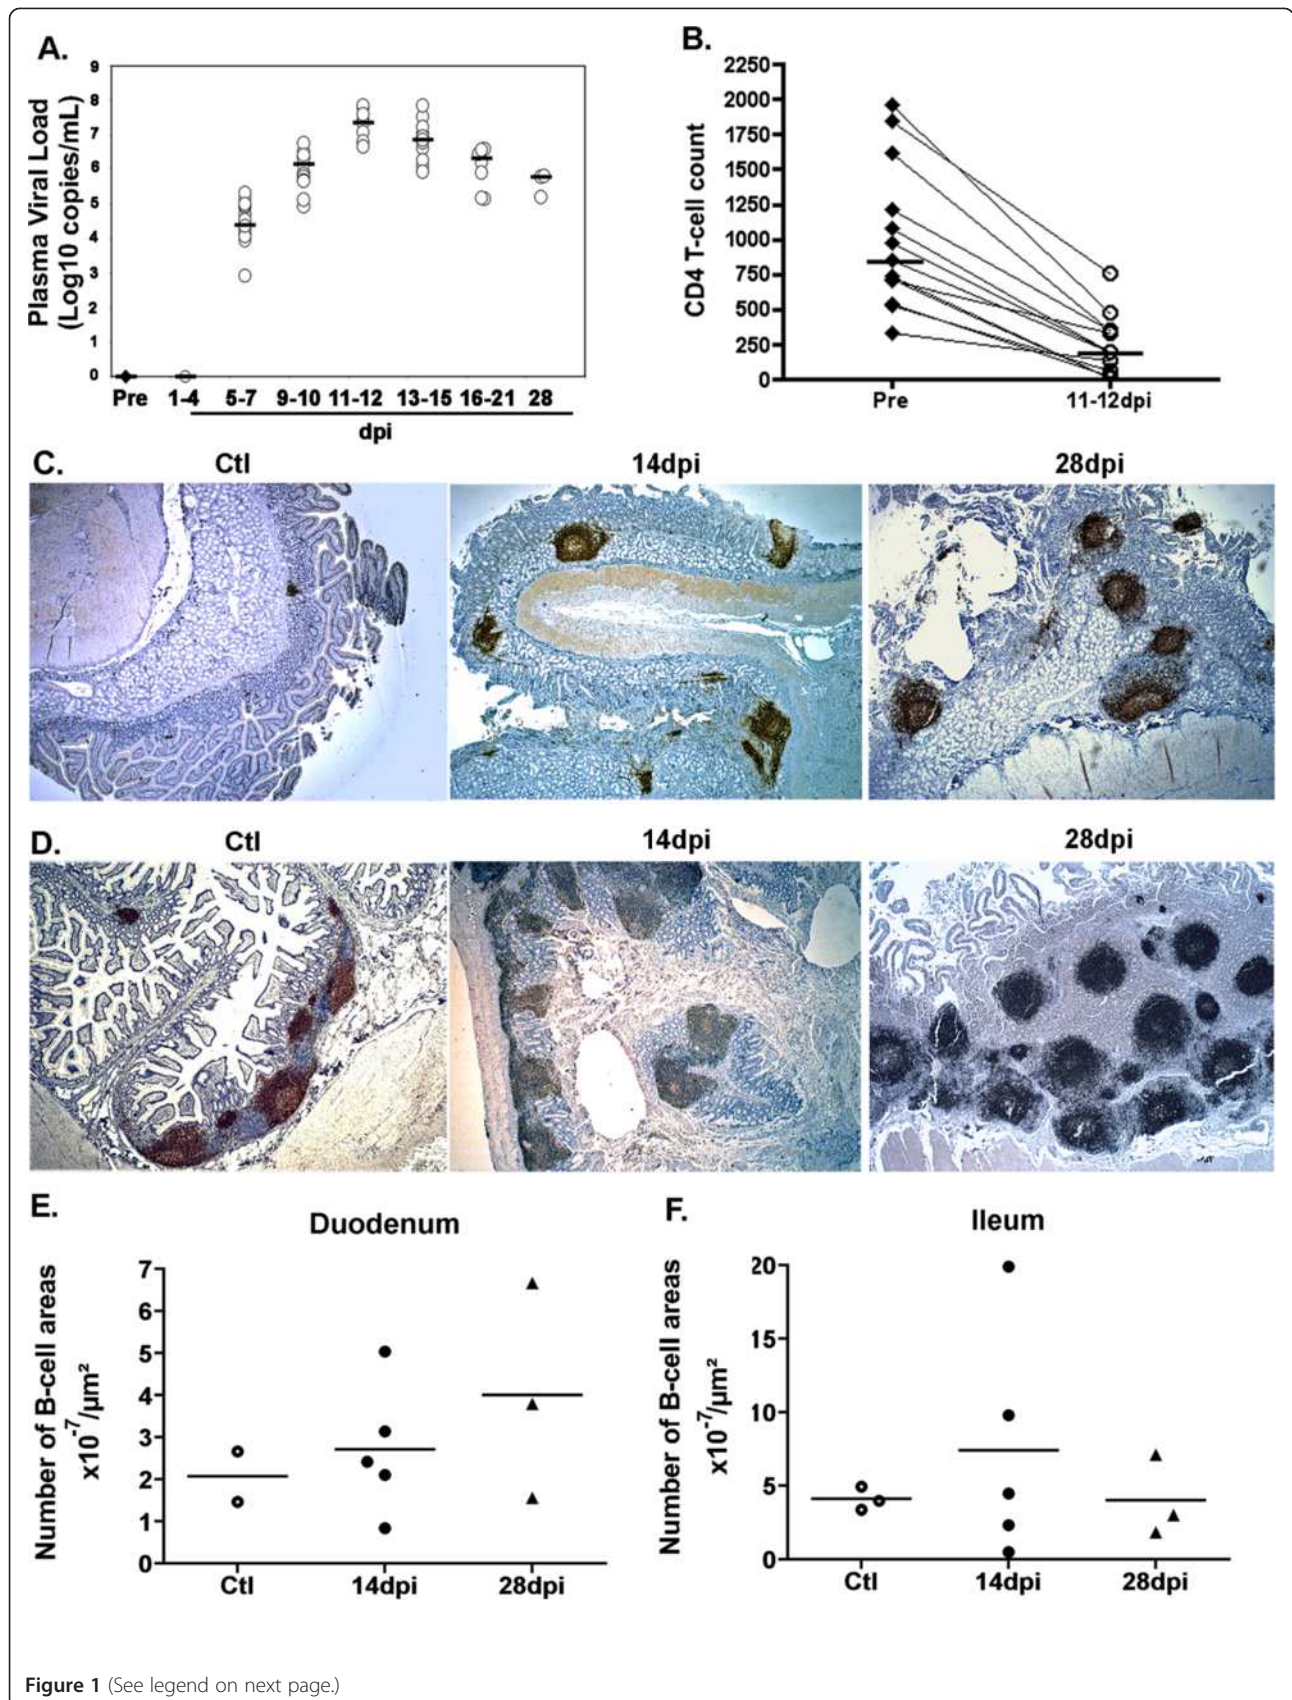 A.
Plasma Viral Load
(Log10 copies/mL)
9
8
7
6
5
4
3
2
1
0
Pre 1-4 5-7 9-10 11-12 13-15 16-21 28
dpi
B.
CD4 T-cell count
2250
2000
1750
1500
1250
1000
750
500
250
0
Pre 11-12dpi
C. Ctl 14dpi 28dpi
D. Ctl 14dpi 28dpi
E.
Duodenum
Number of B-cell areas
x10⁻⁷/µm²
7
6
5
4
3
2
1
0
Ctl 14dpi 28dpi
F.
Ileum
Number of B-cell areas
x10⁻⁷/µm²
20
15
10
5
0
Ctl 14dpi 28dpi
Figure 1 (See legend on next page.)